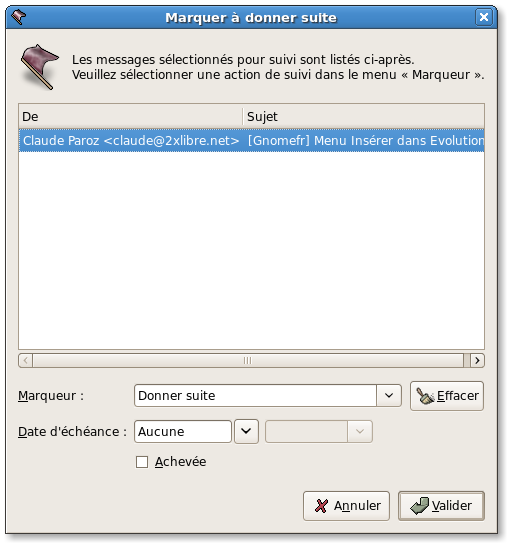 Marquer à donner suite
Les messages sélectionnés pour suivi sont listés ci-après.
Veuillez sélectionner une action de suivi dans le menu « Marqueur ».
De Sujet
Claude Paroz <claude@2xlibre.net> [Gnomefr] Menu Insérer dans Evolution
Marqueur : Donner suite Effacer
Date d'échéance : Aucune
Achevée
Annuler Valider